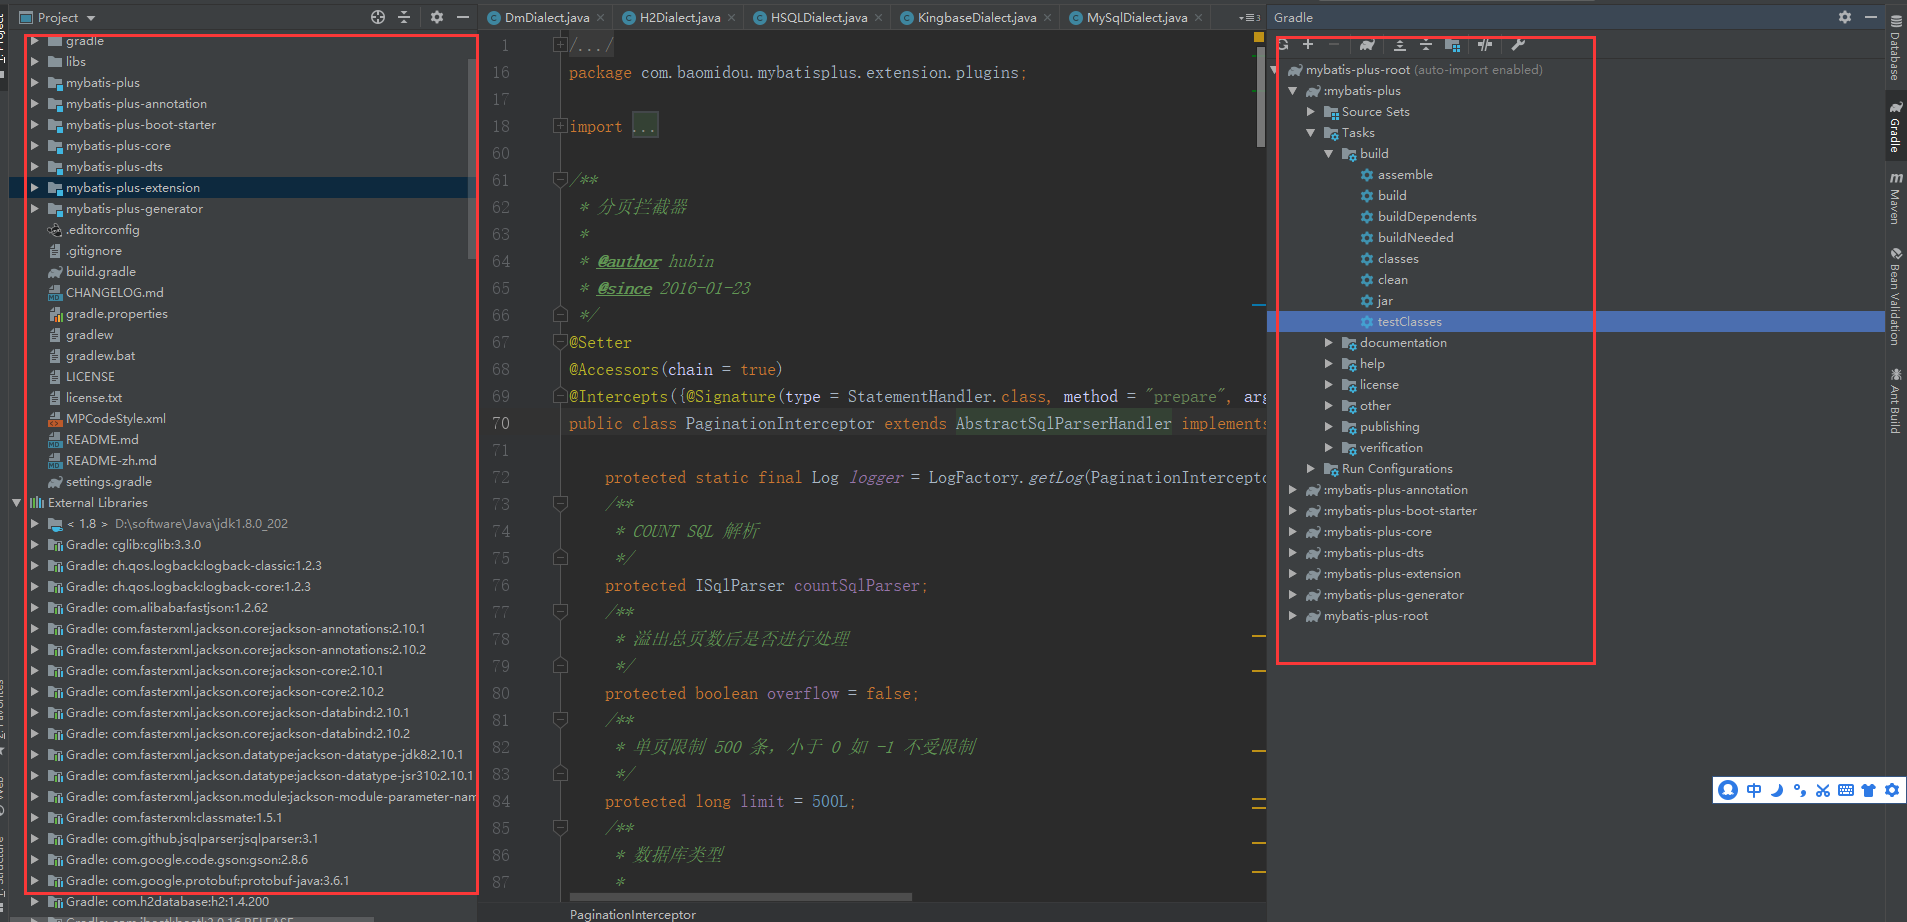 Project
gradle
libs
mybatis-plus
mybatis-plus-annotation
mybatis-plus-boot-starter
mybatis-plus-core
mybatis-plus-dts
mybatis-plus-extension
mybatis-plus-generator
.editorconfig
.gitignore
build.gradle
CHANGELOG.md
gradle.properties
gradlew
gradlew.bat
LICENSE
license.txt
MPCodeStyle.xml
README.md
README-zh.md
settings.gradle
External Libraries
< 1.8 > D:\software\Java\jdk1.8.0_202
Gradle: cglib:cglib:3.3.0
Gradle: ch.qos.logback:logback-classic:1.2.3
Gradle: ch.qos.logback:logback-core:1.2.3
Gradle: com.alibaba:fastjson:1.2.62
Gradle: com.fasterxml.jackson.core:jackson-annotations:2.10.1
Gradle: com.fasterxml.jackson.core:jackson-annotations:2.10.2
Gradle: com.fasterxml.jackson.core:jackson-core:2.10.1
Gradle: com.fasterxml.jackson.core:jackson-core:2.10.2
Gradle: com.fasterxml.jackson.core:jackson-databind:2.10.1
Gradle: com.fasterxml.jackson.core:jackson-databind:2.10.2
Gradle: com.fasterxml.jackson.datatype:jackson-datatype-jdk8:2.10.1
Gradle: com.fasterxml.jackson.datatype:jackson-datatype-jsr310:2.10.1
Gradle: com.fasterxml.jackson.module:jackson-module-parameter-nam
Gradle: com.fasterxml:classmate:1.5.1
Gradle: com.github.jsqlparser:jsqlparser:3.1
Gradle: com.google.code.gson:gson:2.8.6
Gradle: com.google.protobuf:protobuf-java:3.6.1
Gradle: com.h2database:h2:1.4.200
DmDialect.java H2Dialect.java HSQLDialect.java KingbaseDialect.java MySqlDialect.java
1 /.../
16 package com.baomidou.mybatisplus.extension.plugins;
17
18 import ...
60
61 /**
62 * 分页拦截器
63 *
64 * @author hubin
65 * @since 2016-01-23
66 */
67 @Setter
68 @Accessors(chain = true)
69 @Intercepts({@Signature(type = StatementHandler.class, method = "prepare", arg
70 public class PaginationInterceptor extends AbstractSqlParserHandler implements
71
72 protected static final Log logger = LogFactory.getLog(PaginationIntercepto
73 /**
74 * COUNT SQL 解析
75 */
76 protected ISqlParser countSqlParser;
77 /**
78 * 溢出总页数后是否进行处理
79 */
80 protected boolean overflow = false;
81 /**
82 * 单页限制 500 条，小于 0 如 -1 不受限制
83 */
84 protected long limit = 500L;
85 /**
86 * 数据库类型
87 *
PaginationInterceptor
Gradle
mybatis-plus-root (auto-import enabled)
:mybatis-plus
Source Sets
Tasks
build
assemble
build
buildDependents
buildNeeded
classes
clean
jar
testClasses
documentation
help
license
other
publishing
verification
Run Configurations
:mybatis-plus-annotation
:mybatis-plus-boot-starter
:mybatis-plus-core
:mybatis-plus-dts
:mybatis-plus-extension
:mybatis-plus-generator
mybatis-plus-root
Database
Gradle
Maven
Bean Validation
Ant Build
中